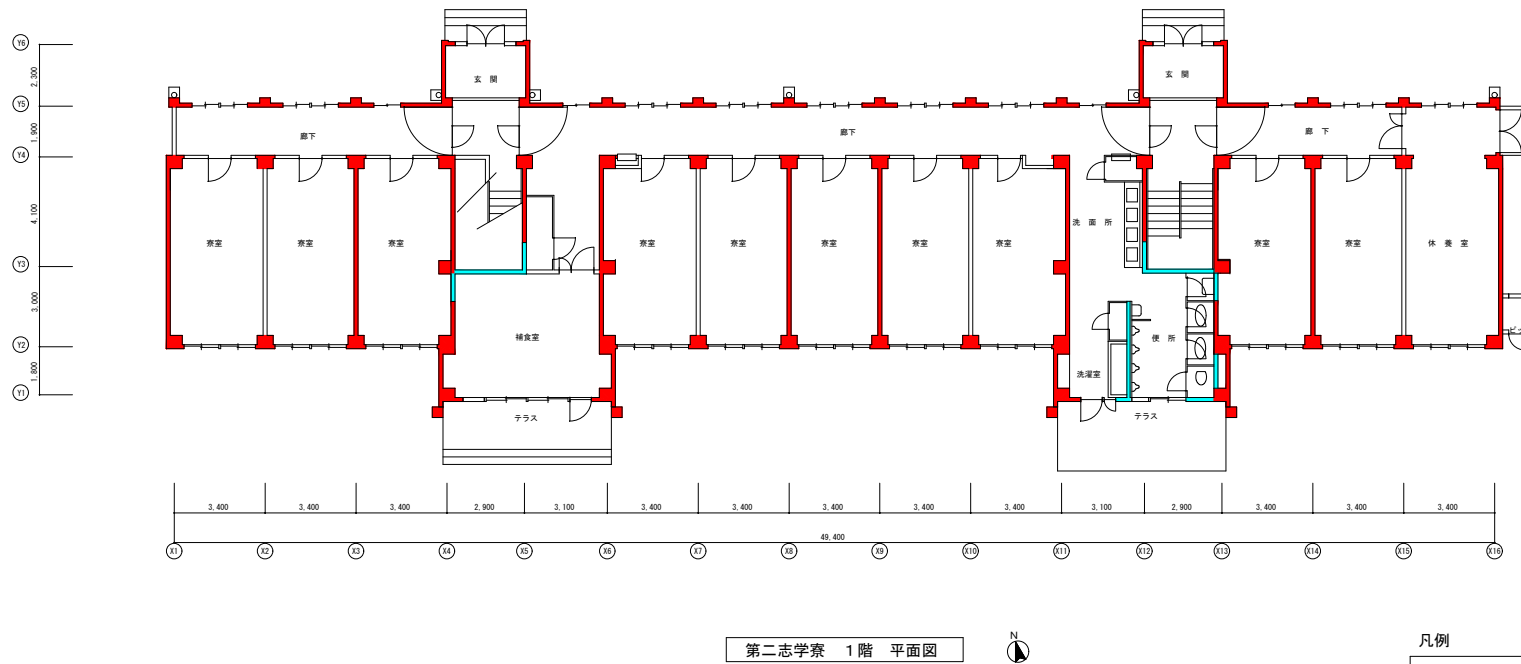 Y6
2,300
玄 関
玄 関
Y5
1,900
廊下
廊下
廊 下
Y4
4,100
洗 面 所
寮室
寮室
寮室
寮室
寮室
寮室
寮室
寮室
寮室
寮室
休 養 室
Y3
3,000
補食室
便 所
Y2
1,800
洗濯室
Y1
テラス
テラス
3,400
3,400
3,400
2,900
3,100
3,400
3,400
3,400
3,400
3,400
3,100
2,900
3,400
3,400
3,400
49,400
X1
X2
X3
X4
X5
X6
X7
X8
X9
X10
X11
X12
X13
X14
X15
X16
第二志学寮 1階 平面図
N
凡例